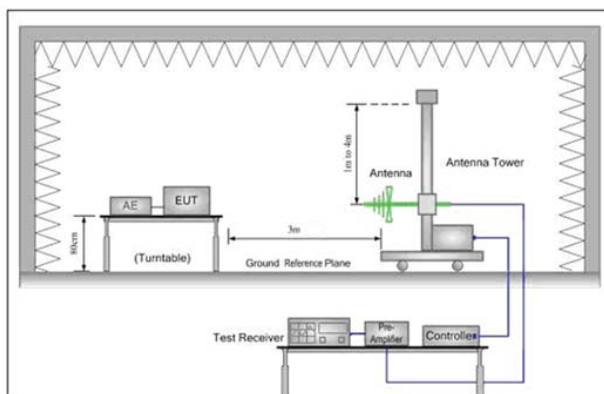 1m to 4m
Antenna
Antenna Tower
AE
EUT
80cm
(Turntable)
3m
Ground Reference Plane
Test Receiver
Pre-
Amplifier
Controller